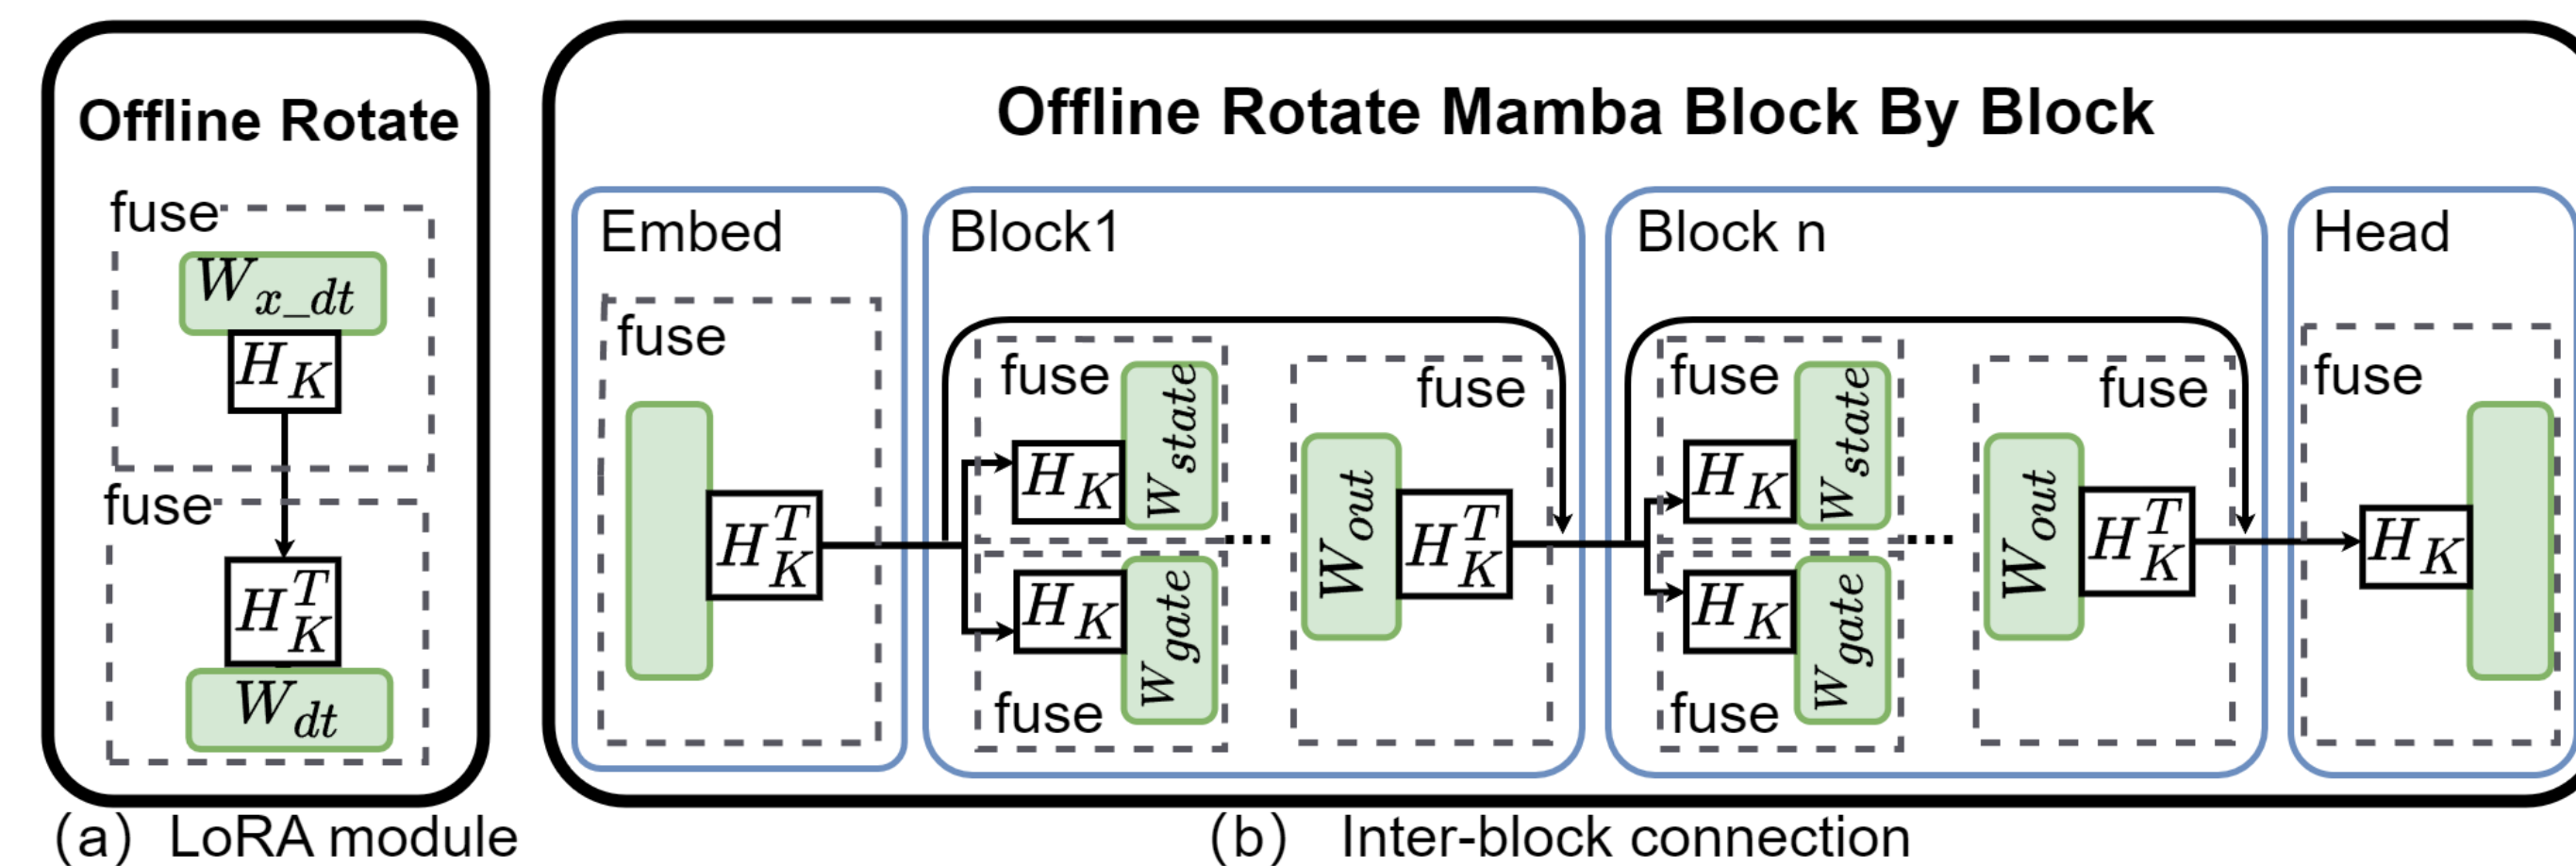 Offline Rotate
fuse
W_{x\_dt}
H_K
fuse
H_K^T
W_{dt}
(a) LoRA module
Offline Rotate Mamba Block By Block
Embed
fuse
H_K^T
Block1
fuse
H_K
W_{state}
H_K
W_{gate}
fuse
...
fuse
W_{out}
H_K^T
Block n
fuse
H_K
W_{state}
H_K
W_{gate}
fuse
...
fuse
W_{out}
H_K^T
Head
fuse
H_K
(b) Inter-block connection